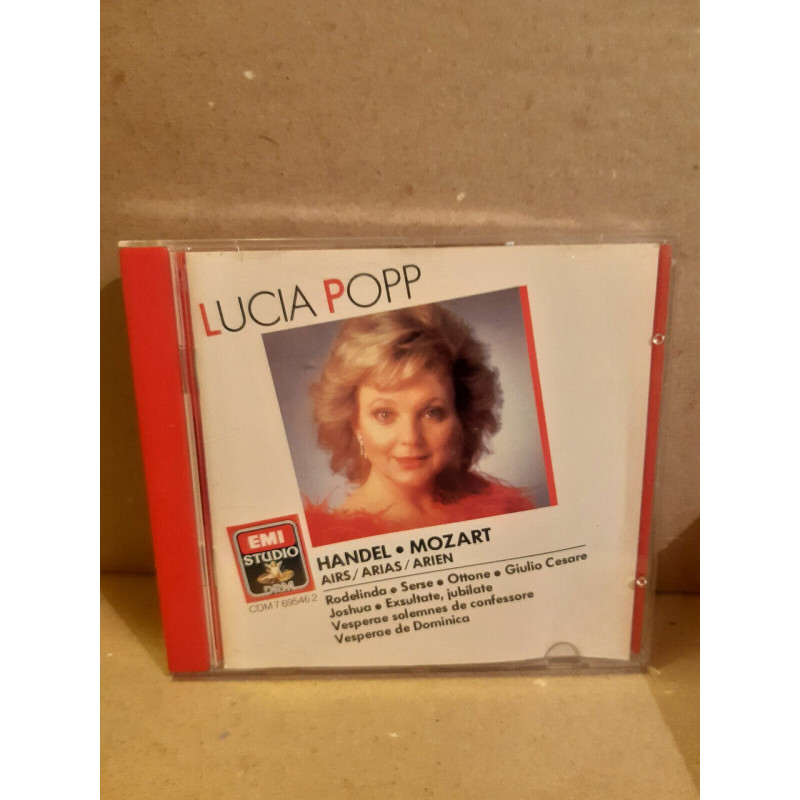 LUCIA POPP
EMI
STUDIO
DRM
CDM 7 69546 2
HANDEL • MOZART
AIRS / ARIAS / ARIEN
Rodelinda • Serse • Ottone • Giulio Cesare
Joshua • Exsultate, jubilate
Vesperae solemnes de confessore
Vesperae de Dominica